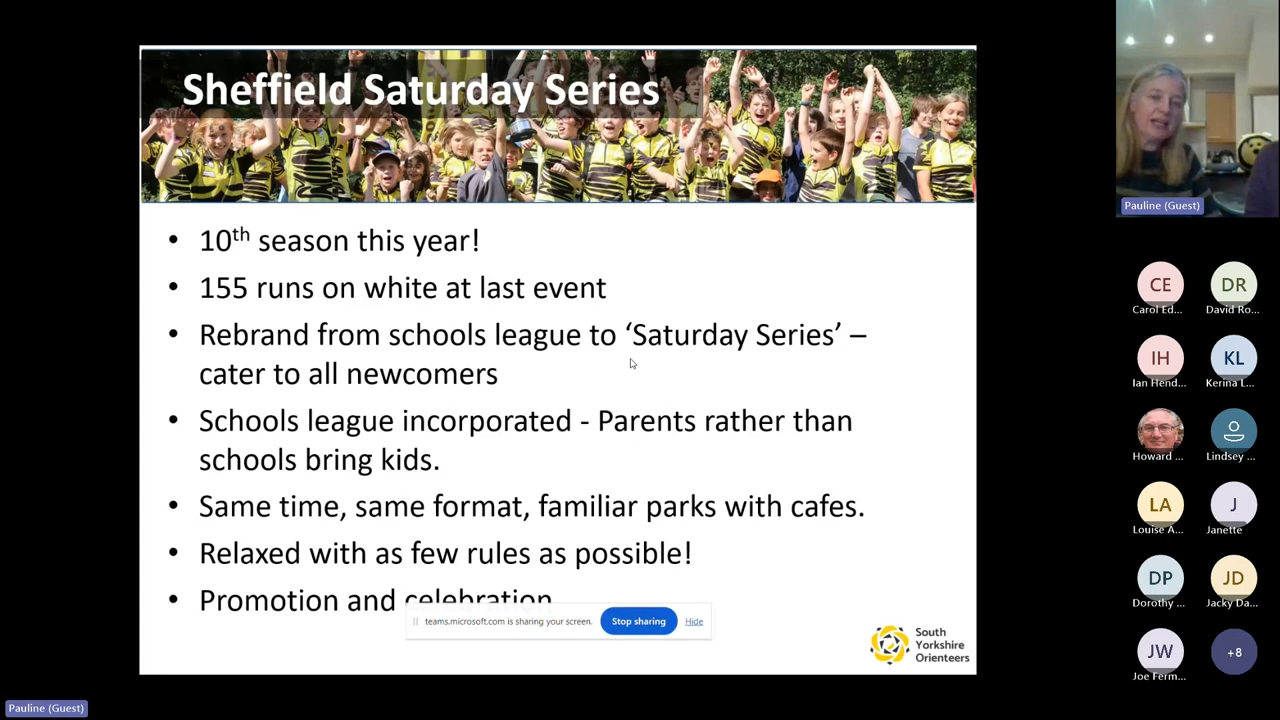 Sheffield Saturday Series
• 10th season this year!
• 155 runs on white at last event
• Rebrand from schools league to ‘Saturday Series’ –
cater to all newcomers
• Schools league incorporated - Parents rather than
schools bring kids.
• Same time, same format, familiar parks with cafes.
• Relaxed with as few rules as possible!
• Promotion and celebration
teams.microsoft.com is sharing your screen.
Stop sharing
Hide
South
Yorkshire
Orienteers
Pauline (Guest)
CE
DR
Carol Ed...
David Ro...
IH
KL
Ian Hend...
Kerina L...
Howard ...
Lindsey ...
LA
J
Louise A...
Janette
DP
JD
Dorothy ...
Jacky Da...
JW
+8
Joe Ferm...
Pauline (Guest)